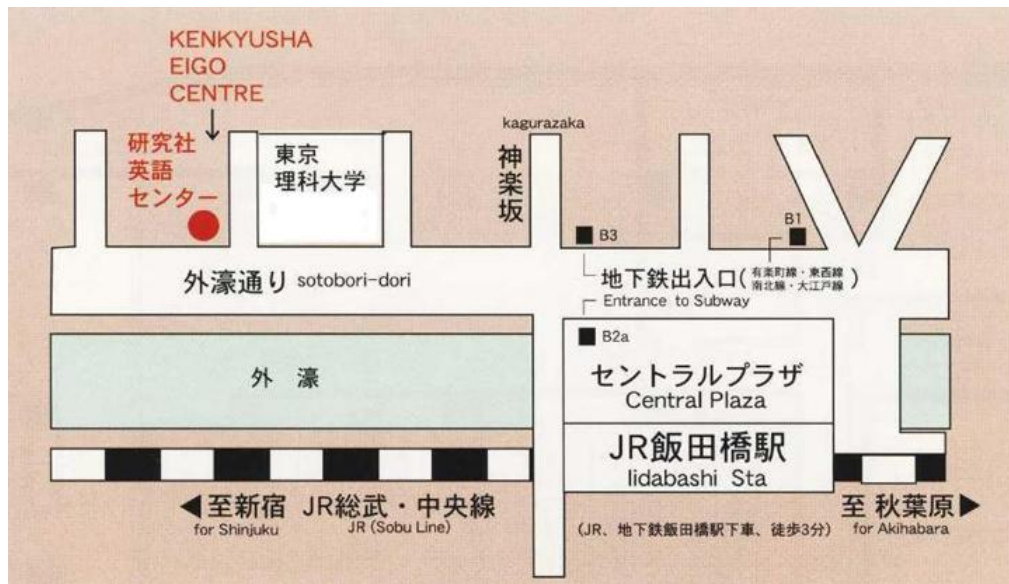 KENKYUSHA
EIGO
CENTRE
研究社
英語
センター
東京
理科大学
kagurazaka
神楽坂
B3
B1
外濠通り sotobori-dori
地下鉄出入口(有楽町線・東西線
南北線・大江戸線)
Entrance to Subway
B2a
外 濠
セントラルプラザ
Central Plaza
JR飯田橋駅
Iidabashi Sta
◀至新宿 JR総武・中央線
for Shinjuku JR (Sobu Line)
(JR、地下鉄飯田橋駅下車、徒歩3分)
至 秋葉原▶
for Akihabara